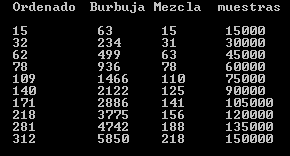 Ordenado Burbuja Mezcla muestras
15 63 15 15000
32 234 31 30000
62 499 63 45000
78 936 78 60000
109 1466 110 75000
140 2122 125 90000
171 2886 141 105000
218 3775 156 120000
281 4742 188 135000
312 5850 218 150000